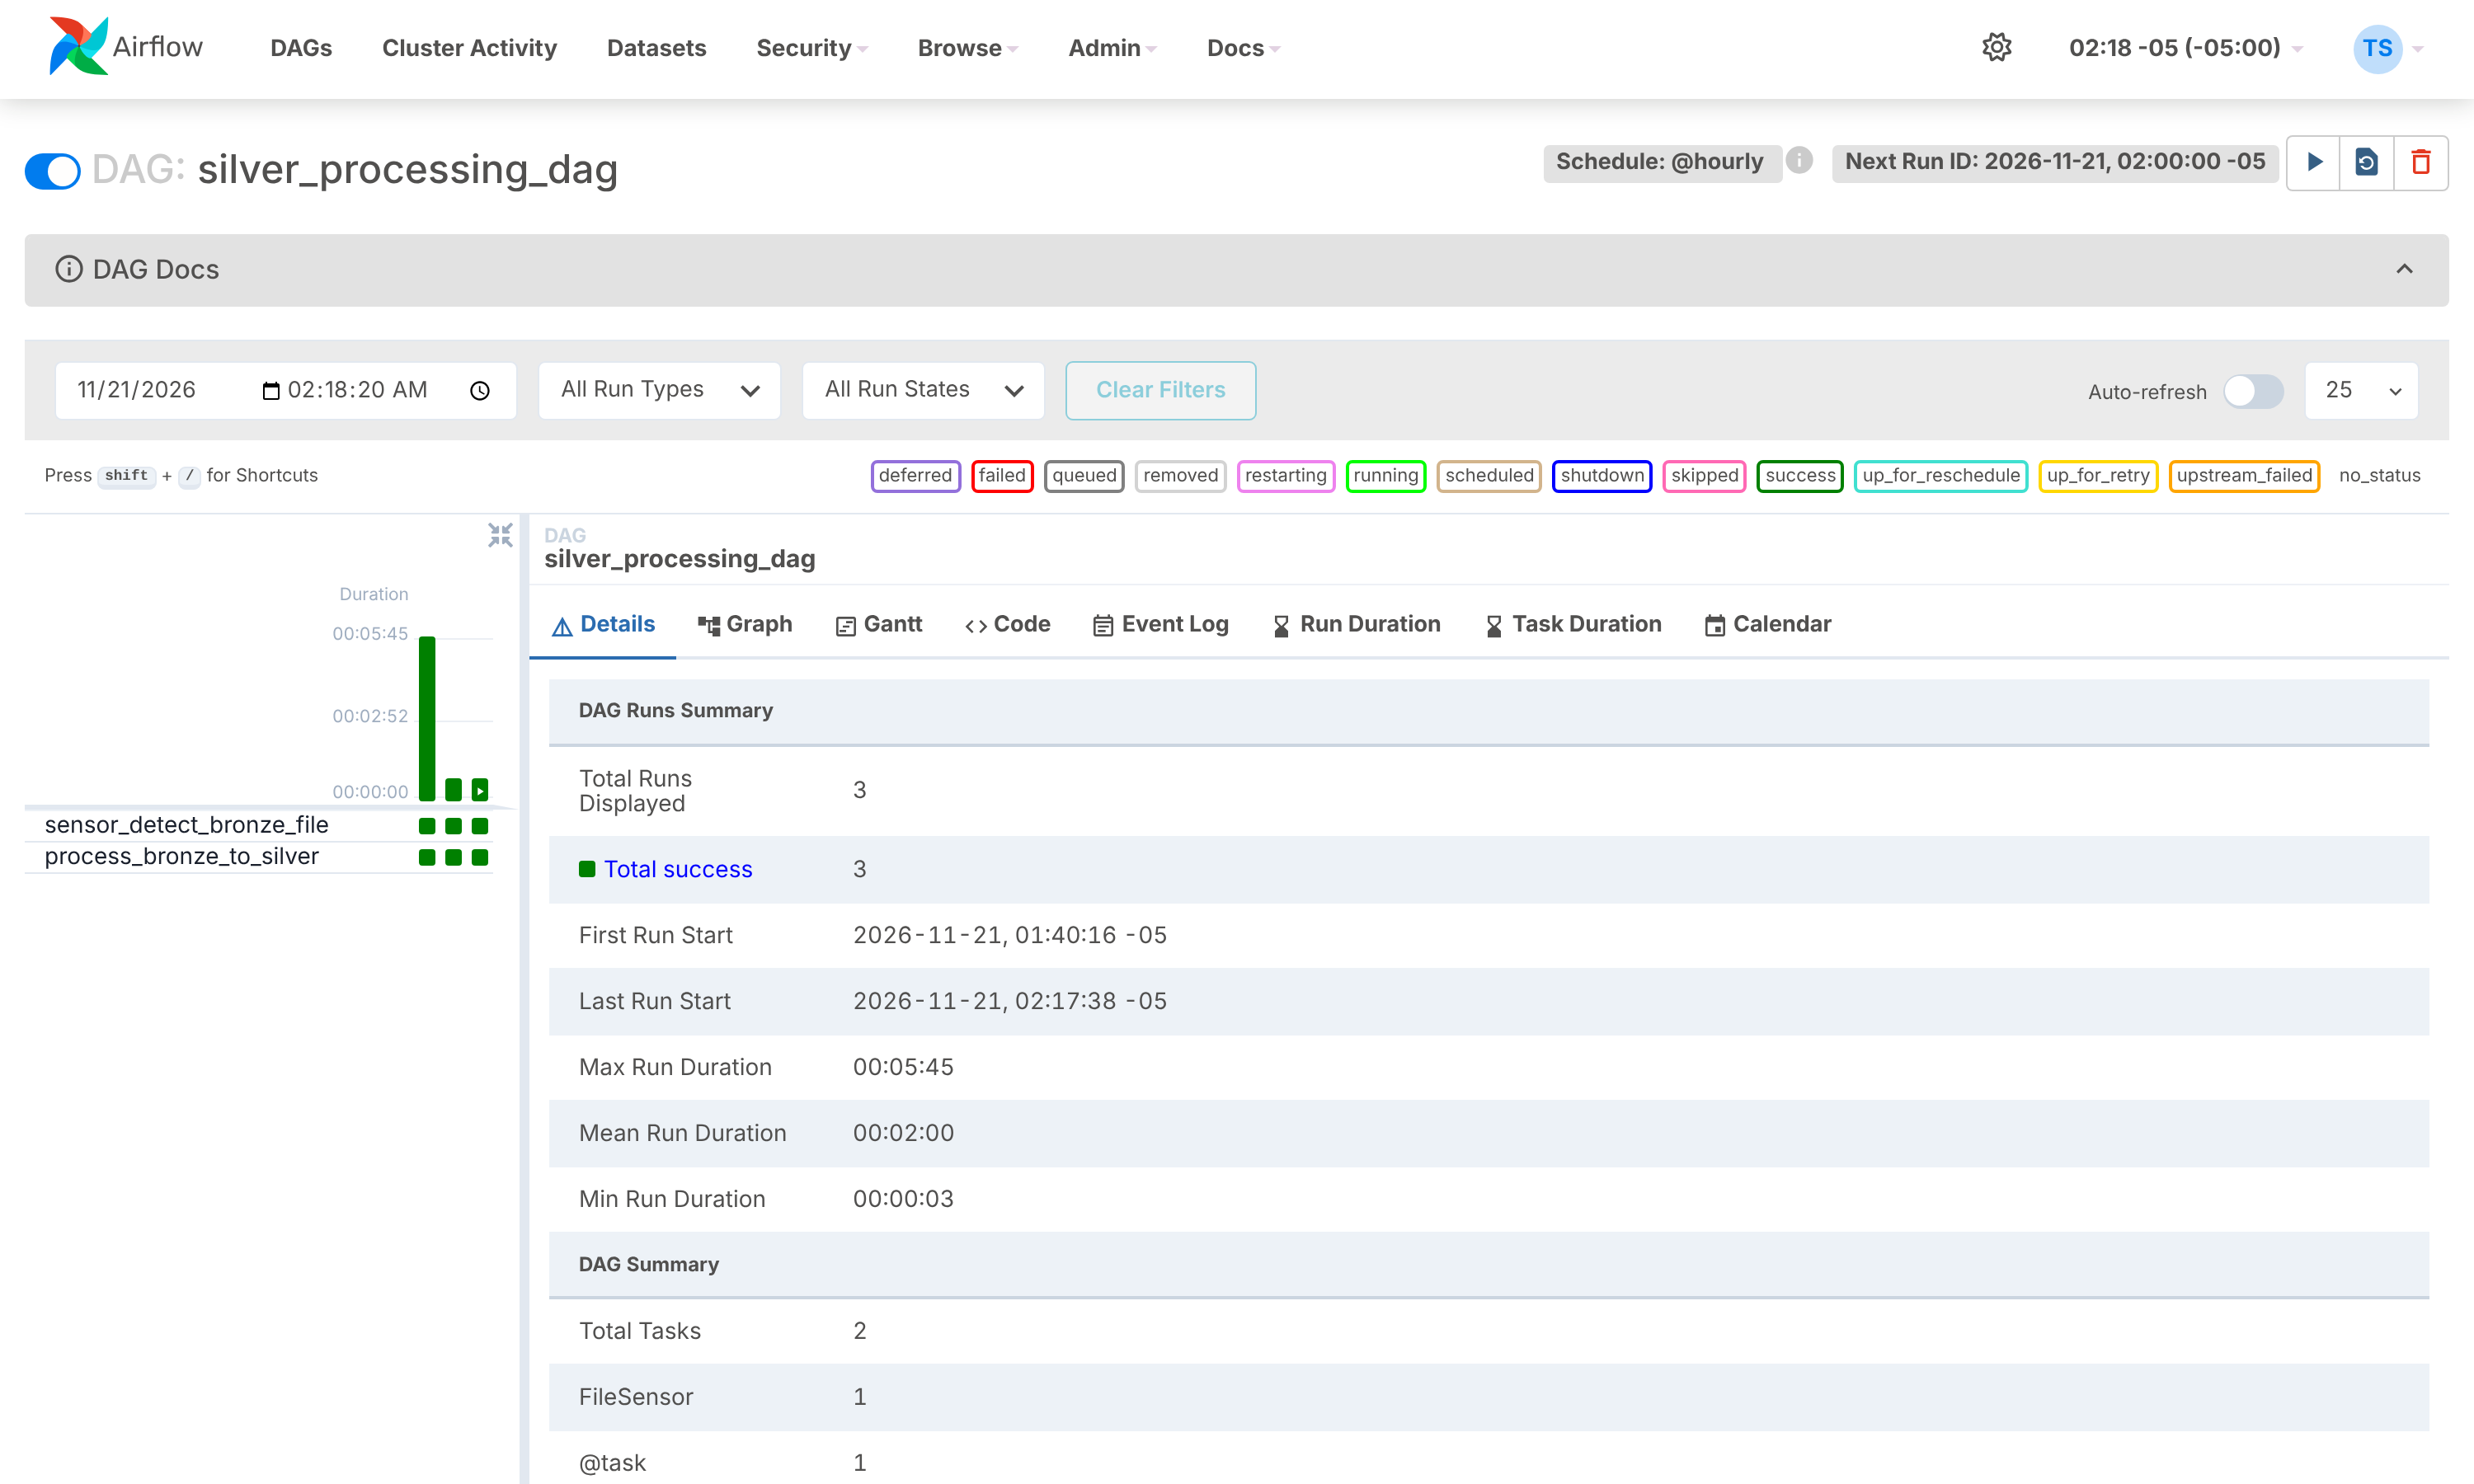 Airflow DAGs Cluster Activity Datasets Security Browse Admin Docs 02:18 -05 (-05:00) TS
DAG: silver_processing_dag Schedule: @hourly i Next Run ID: 2026-11-21, 02:00:00 -05
DAG Docs
11/21/2026 02:18:20 AM All Run Types All Run States Clear Filters Auto-refresh 25
Press shift + / for Shortcuts deferred failed queued removed restarting running scheduled shutdown skipped success up_for_reschedule up_for_retry upstream_failed no_status
DAG
silver_processing_dag
Duration
00:05:45
00:02:52
00:00:00
sensor_detect_bronze_file
process_bronze_to_silver
Details Graph Gantt Code Event Log Run Duration Task Duration Calendar
DAG Runs Summary
Total Runs
Displayed 3
Total success 3
First Run Start 2026-11-21, 01:40:16 -05
Last Run Start 2026-11-21, 02:17:38 -05
Max Run Duration 00:05:45
Mean Run Duration 00:02:00
Min Run Duration 00:00:03
DAG Summary
Total Tasks 2
FileSensor 1
@task 1